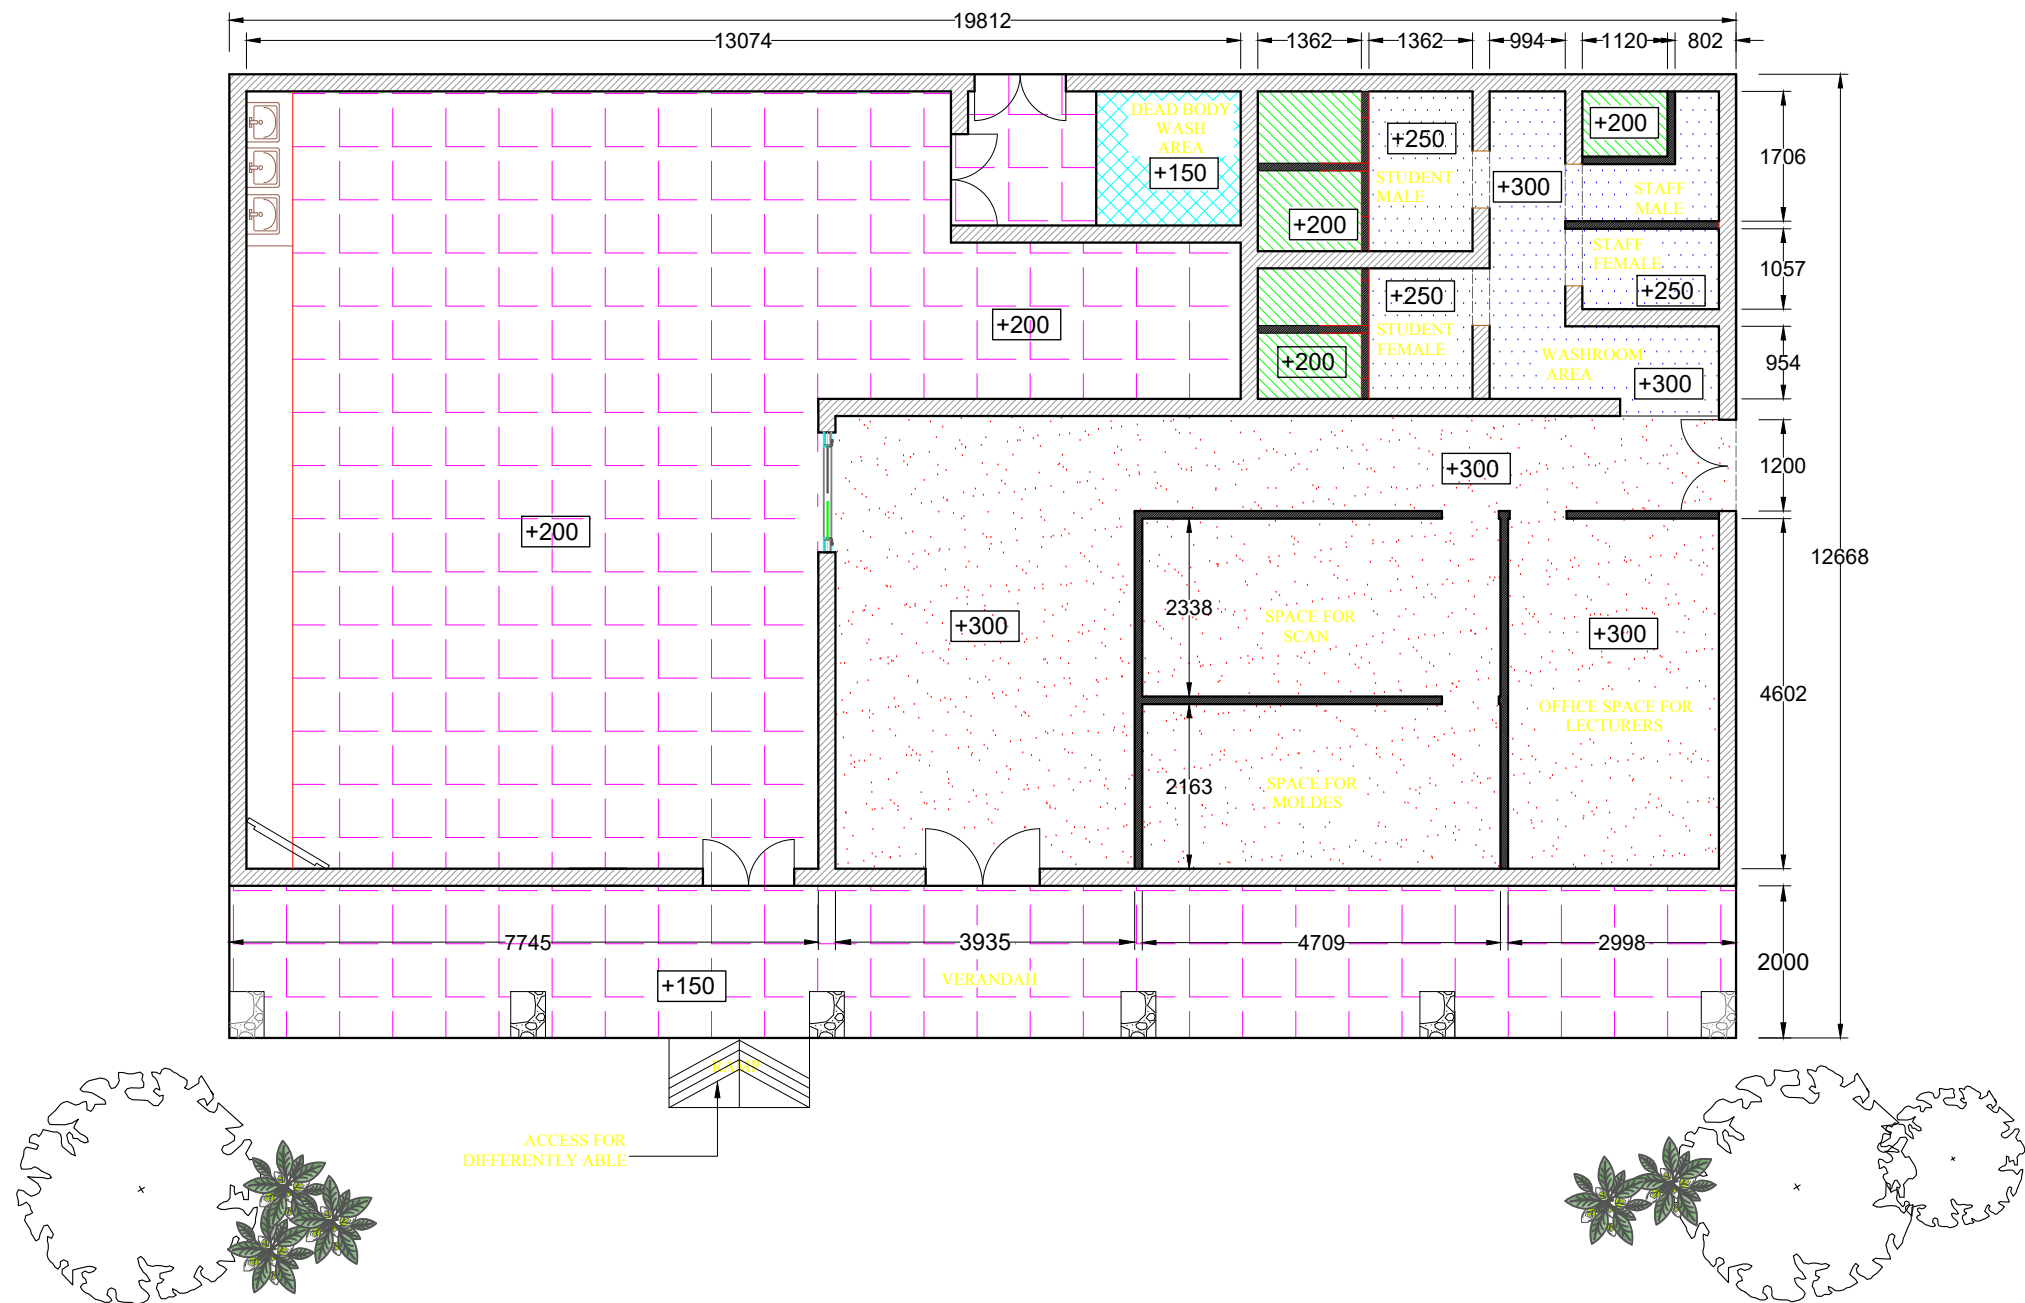 19812
13074
1362
1362
994
1120
802
DEAD BODY
WASH
AREA
+150
+250
STUDENT
MALE
+200
+300
+200
STAFF
MALE
1706
STAFF
FEMALE
+250
1057
+250
STUDENT
FEMALE
+200
+200
WASHROOM
AREA
+300
954
+300
1200
+200
12668
+300
2338
SPACE FOR
SCAN
+300
4602
OFFICE SPACE FOR
LECTURERS
2163
SPACE FOR
MOLDES
7745
3935
4709
2998
2000
+150
VERANDAH
RAMP
ACCESS FOR
DIFFERENTLY ABLE